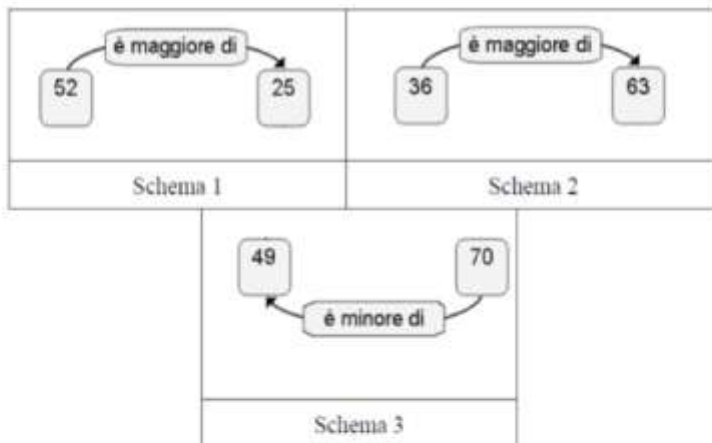 è maggiore di
52
25
Schema 1
è maggiore di
36
63
Schema 2
49
70
è minore di
Schema 3